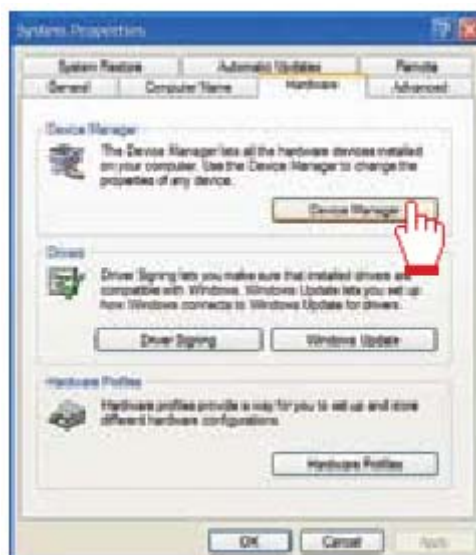 System Properties
System Restore Automatic Updates Remote
General Computer Name Hardware Advanced
Device Manager
The Device Manager lists all the hardware devices installed
on your computer. Use the Device Manager to change the
properties of any device.
Device Manager
Drivers
Driver Signing lets you make sure that installed drivers are
compatible with Windows. Windows Update lets you set up
how Windows connects to Windows Update for drivers.
Driver Signing Windows Update
Hardware Profiles
Hardware profiles provide a way for you to set up and store
different hardware configurations.
Hardware Profiles
OK Cancel Apply